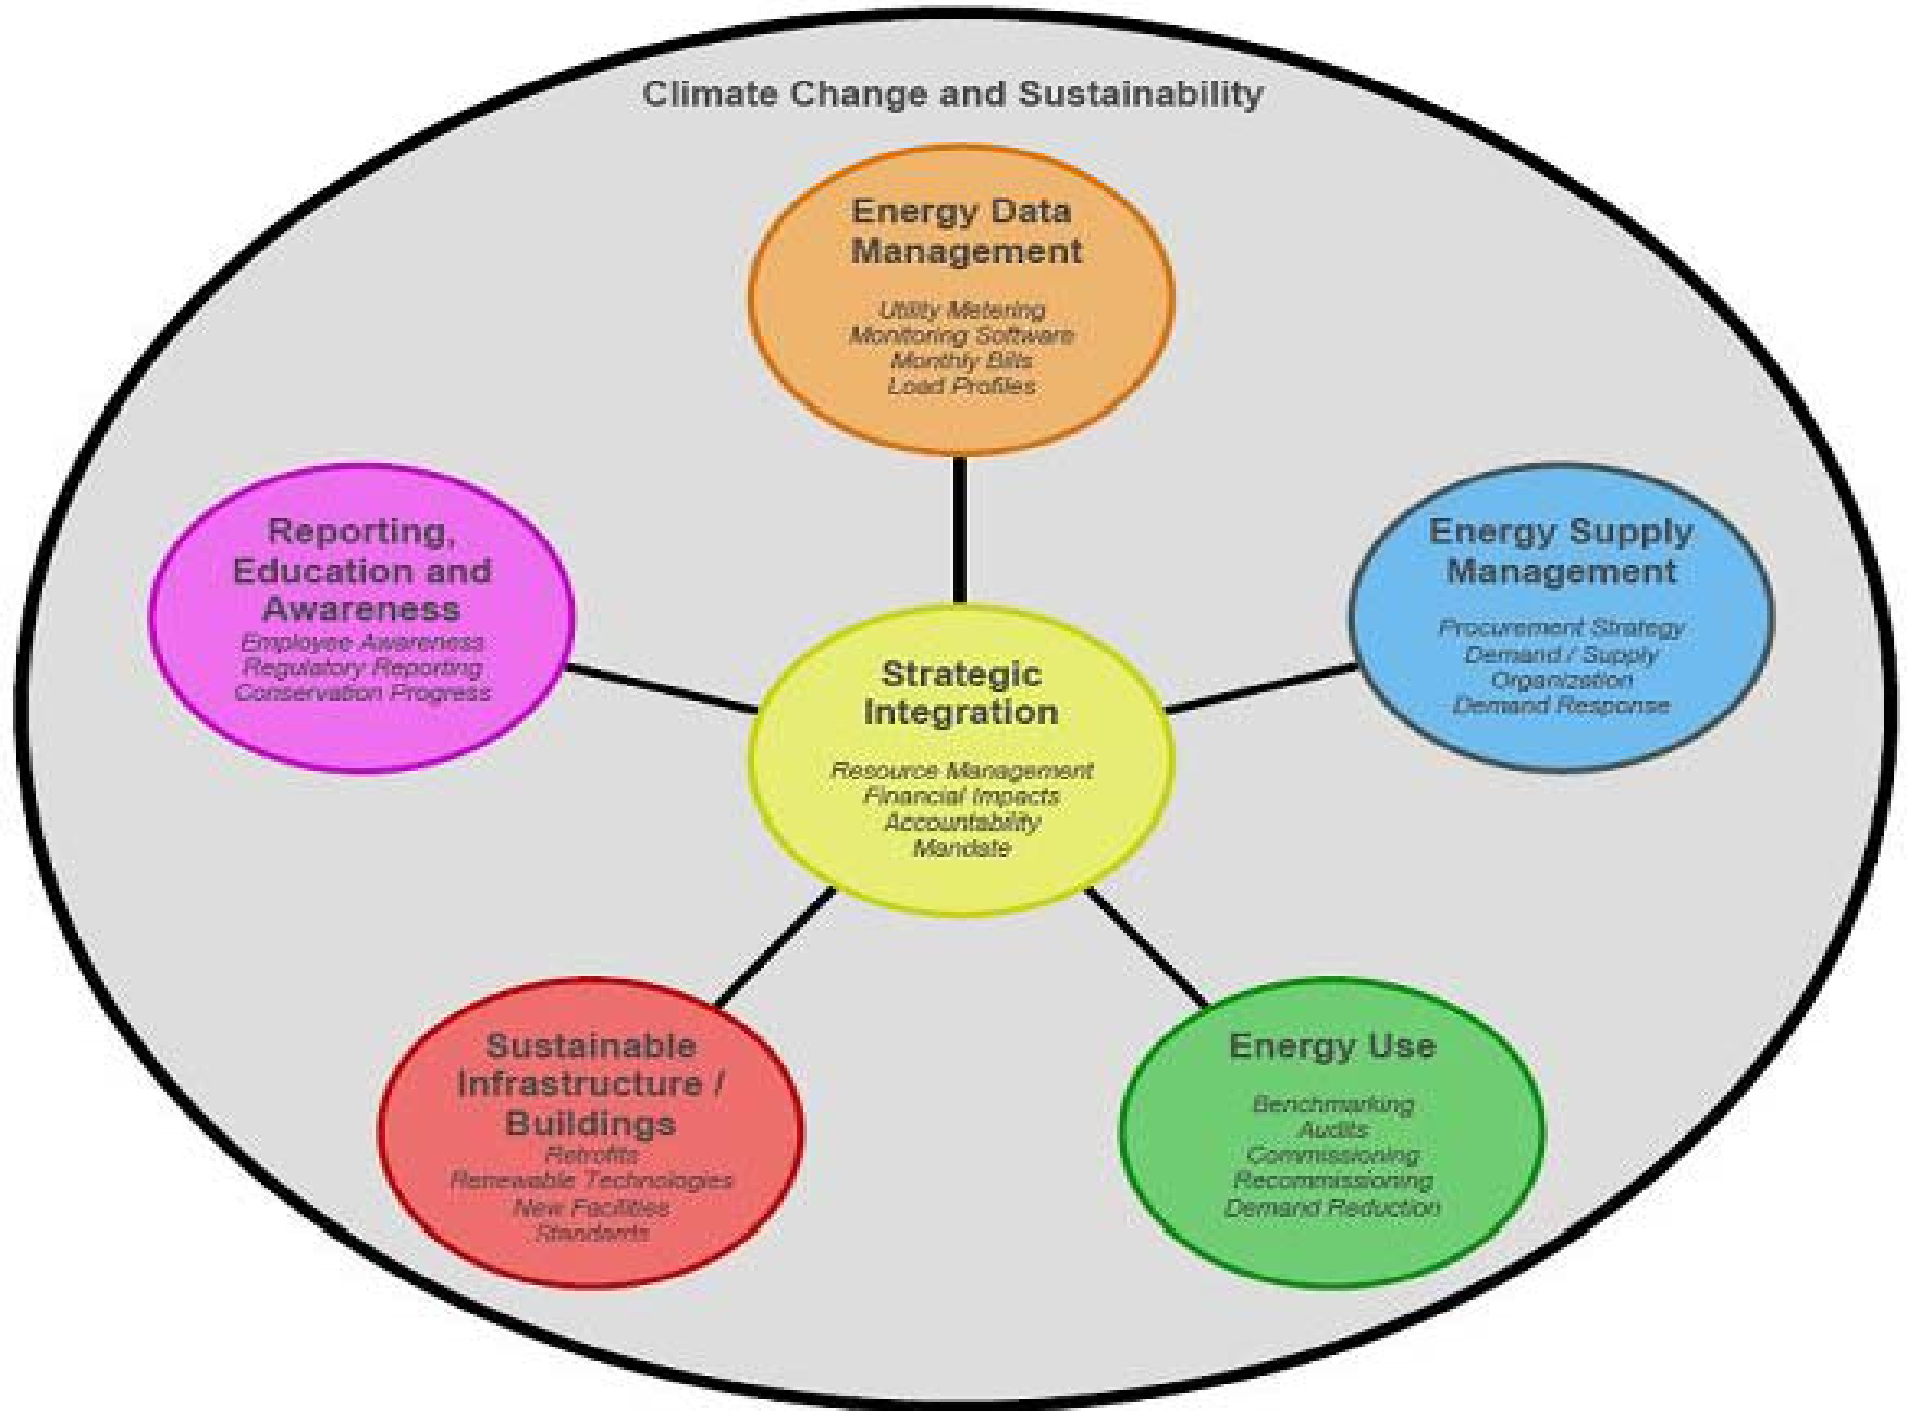 Climate Change and Sustainability
Energy Data
Management
Utility Metering
Monitoring Software
Monthly Bills
Load Profiles
Reporting,
Education and
Awareness
Employee Awareness
Regulatory Reporting
Conservation Progress
Energy Supply
Management
Procurement Strategy
Demand / Supply
Organization
Demand Response
Strategic
Integration
Resource Management
Financial Impacts
Accountability
Mandate
Sustainable
Infrastructure /
Buildings
Retrofits
Renewable Technologies
New Facilities
Standards
Energy Use
Benchmarking
Audits
Commissioning
Recommissioning
Demand Reduction